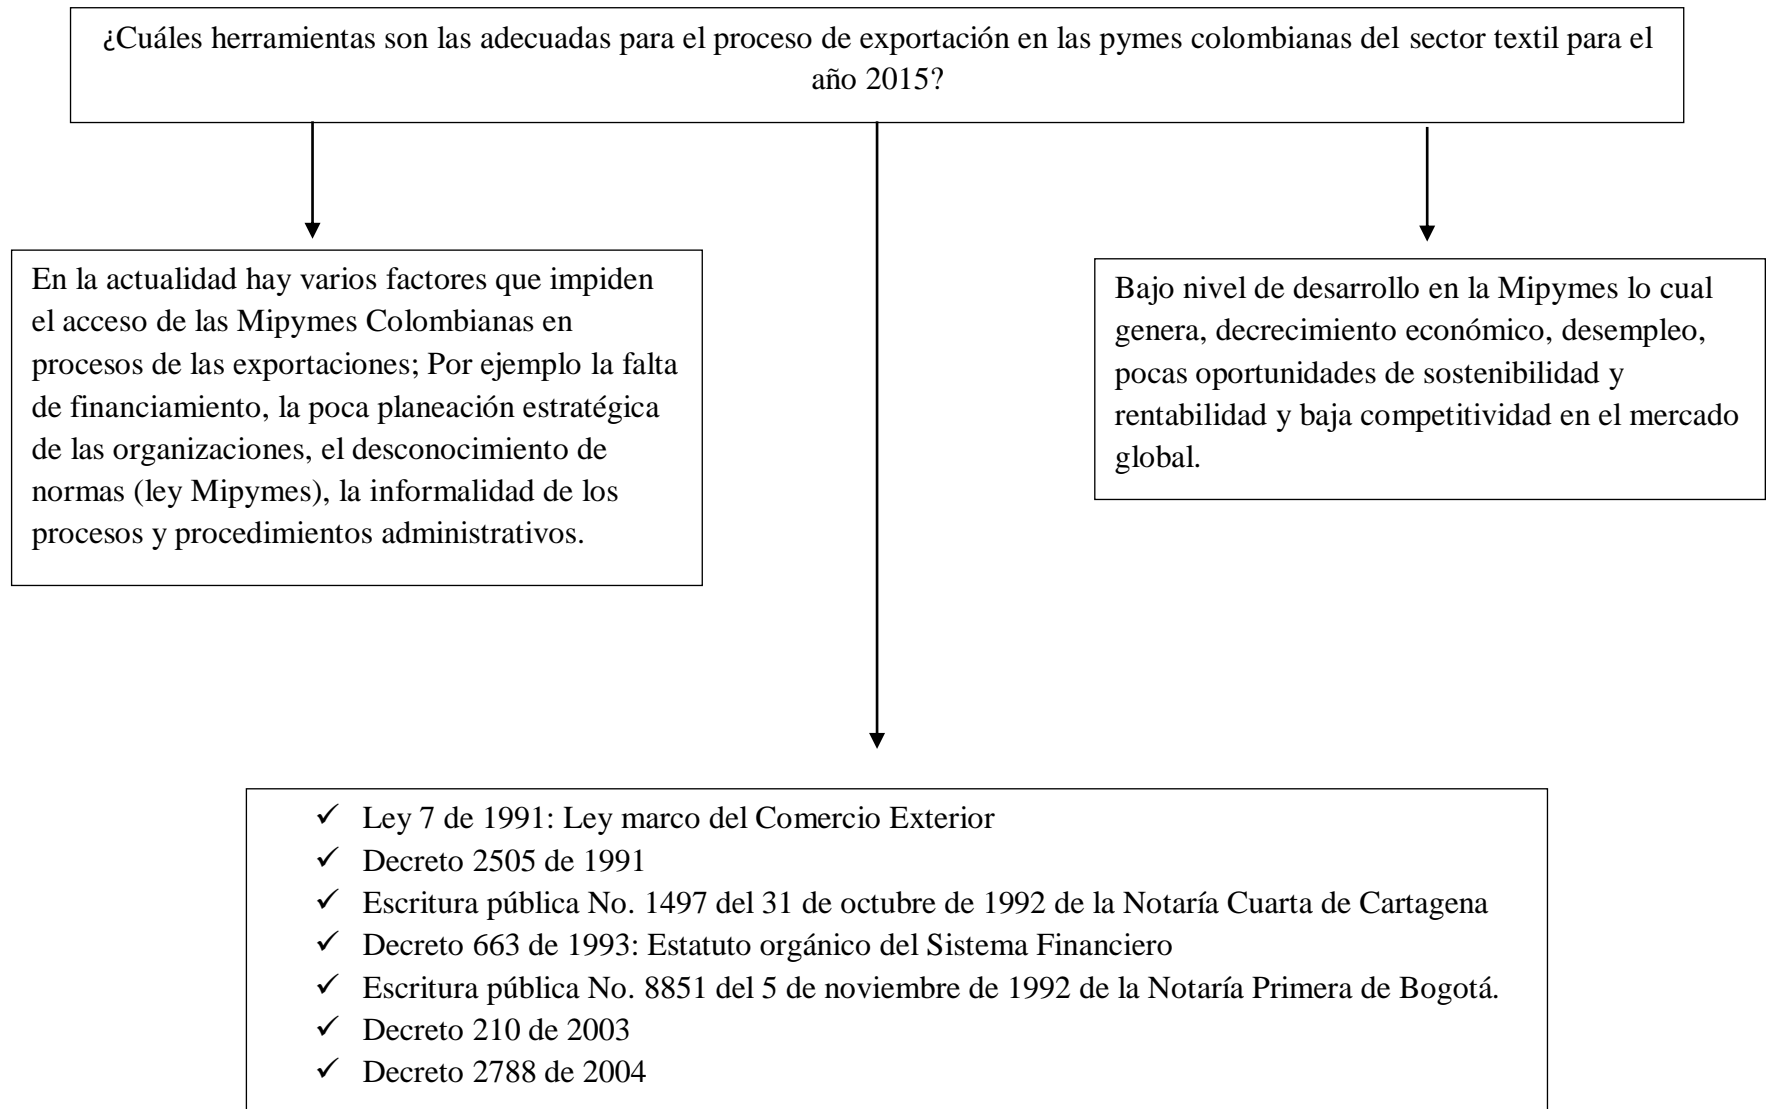 ¿Cuáles herramientas son las adecuadas para el proceso de exportación en las pymes colombianas del sector textil para el
año 2015?
En la actualidad hay varios factores que impiden
el acceso de las Mipymes Colombianas en
procesos de las exportaciones; Por ejemplo la falta
de financiamiento, la poca planeación estratégica
de las organizaciones, el desconocimiento de
normas (ley Mipymes), la informalidad de los
procesos y procedimientos administrativos.
Bajo nivel de desarrollo en la Mipymes lo cual
genera, decrecimiento económico, desempleo,
pocas oportunidades de sostenibilidad y
rentabilidad y baja competitividad en el mercado
global.
✓ Ley 7 de 1991: Ley marco del Comercio Exterior
✓ Decreto 2505 de 1991
✓ Escritura pública No. 1497 del 31 de octubre de 1992 de la Notaría Cuarta de Cartagena
✓ Decreto 663 de 1993: Estatuto orgánico del Sistema Financiero
✓ Escritura pública No. 8851 del 5 de noviembre de 1992 de la Notaría Primera de Bogotá.
✓ Decreto 210 de 2003
✓ Decreto 2788 de 2004